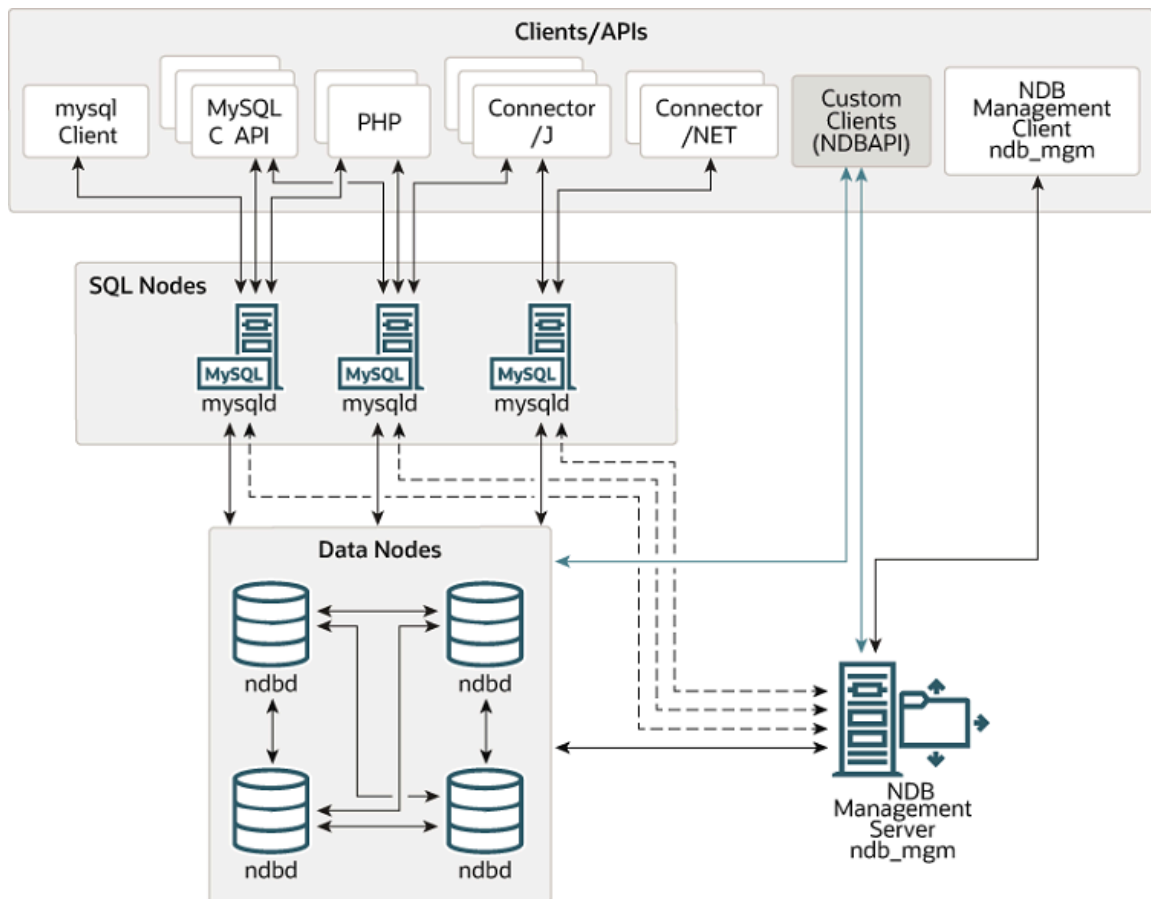 Clients/APIs
mysql
Client
MySQL
C API
PHP
Connector
/J
Connector
/NET
Custom
Clients
(NDBAPI)
NDB
Management
Client
ndb_mgm
SQL Nodes
MySQL
mysqld
MySQL
mysqld
MySQL
mysqld
Data Nodes
ndbd
ndbd
ndbd
ndbd
NDB
Management
Server
ndb_mgm